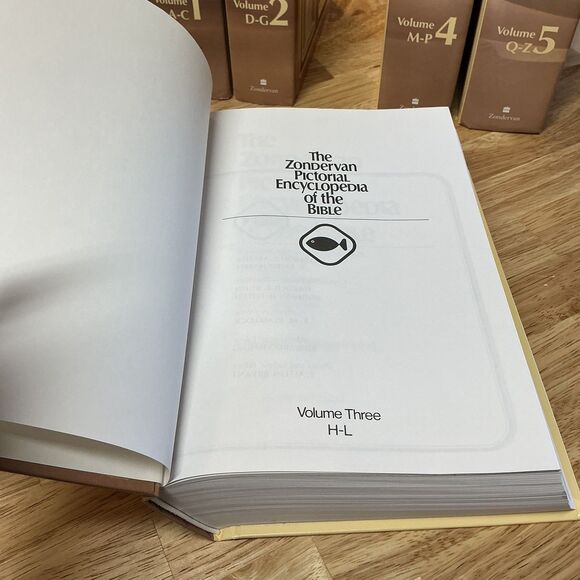 Volume 1
A-C
Volume 2
D-G
Zondervan
Volume 4
M-P
Zondervan
Volume 5
Q-Z
Zondervan
The
Zondervan
Pictorial
Encyclopedia
of the
Bible
Volume Three
H-L